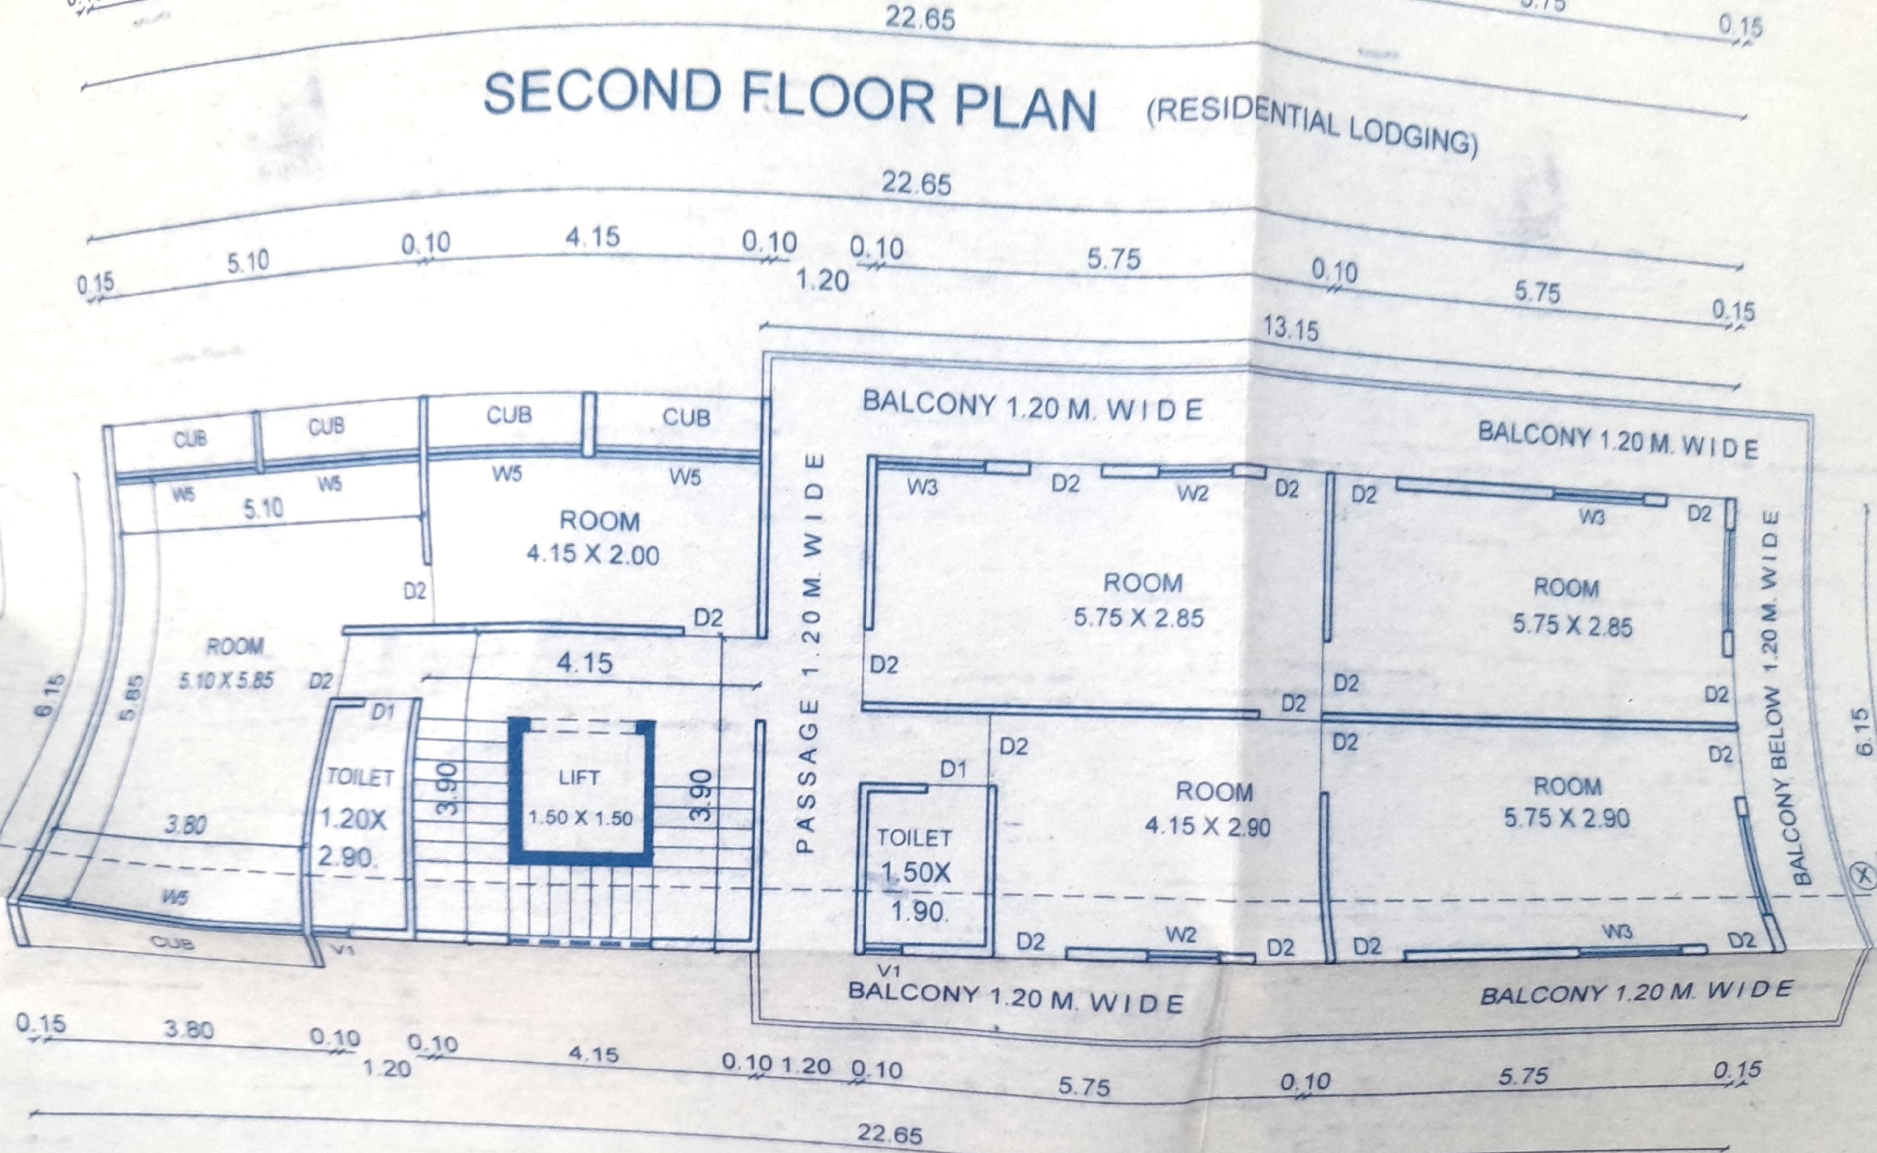 0.15
22.65
SECOND FLOOR PLAN (RESIDENTIAL LODGING)
22.65
0.15 5.10 0.10 4.15 0.10 1.20 0.10 5.75 0.10 5.75 0.15
13.15
BALCONY 1.20 M. WIDE
BALCONY 1.20 M. WIDE
CUB CUB CUB CUB
W5 W5 W5 W5
W3 D2 W2 D2 D2 W3 D2
5.10
ROOM
4.15 X 2.00
PASSAGE 1.20 M. WIDE
ROOM
5.75 X 2.85
ROOM
5.75 X 2.85
BALCONY BELOW 1.20 M. WIDE
D2
D2
ROOM
5.10 X 5.85
D2
4.15
D2
D2
D2
D2
6.15
5.85
D1
D2
D2
D2
6.15
TOILET
1.20X
2.90.
3.90
LIFT
1.50 X 1.50
3.90
D1
TOILET
1.50X
1.90.
ROOM
4.15 X 2.90
ROOM
5.75 X 2.90
3.80
X
W5
CUB
V1
V1
D2 W2 D2 D2 W3 D2
BALCONY 1.20 M. WIDE
BALCONY 1.20 M. WIDE
0.15 3.80 0.10 1.20 0.10 4.15 0.10 1.20 0.10 5.75 0.10 5.75 0.15
22.65